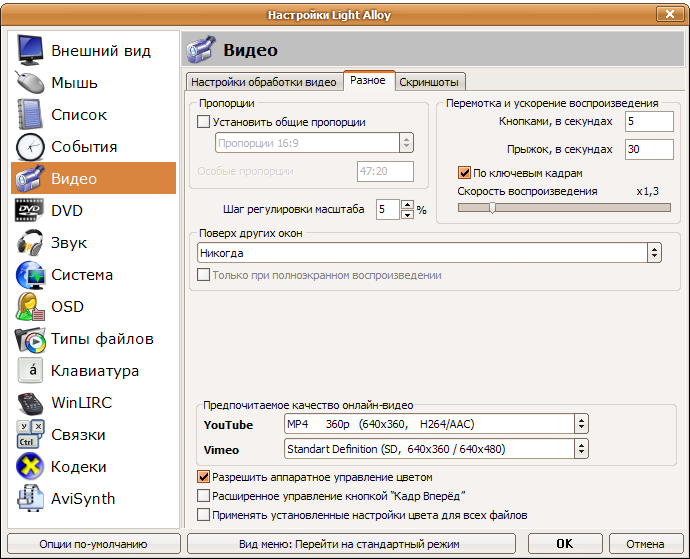 Настройки Light Alloy
Внешний вид
Мышь
Список
События
Видео
DVD
Звук
Система
OSD
Типы файлов
á
Клавиатура
WinLIRC
У Х
Ctrl
Связки
Кодеки
AviSynth
Видео
Настройки обработки видео Разное Скриншоты
Пропорции
Установить общие пропорции
Пропорции 16:9
Особые пропорции 47:20
Шаг регулировки масштаба 5 %
Перемотка и ускорение воспроизведения
Кнопками, в секундах 5
Прыжок, в секундах 30
По ключевым кадрам
Скорость воспроизведения x1,3
Поверх других окон
Никогда
Только при полноэкранном воспроизведении
Предпочитаемое качество онлайн-видео
YouTube MP4 360p (640x360, H264/AAC)
Vimeo Standart Definition (SD, 640x360 / 640x480)
Разрешить аппаратное управление цветом
Расширенное управление кнопкой "Кадр Вперёд"
Применять установленные настройки цвета для всех файлов
Опции по-умолчанию Вид меню: Перейти на стандартный режим OK Отмена